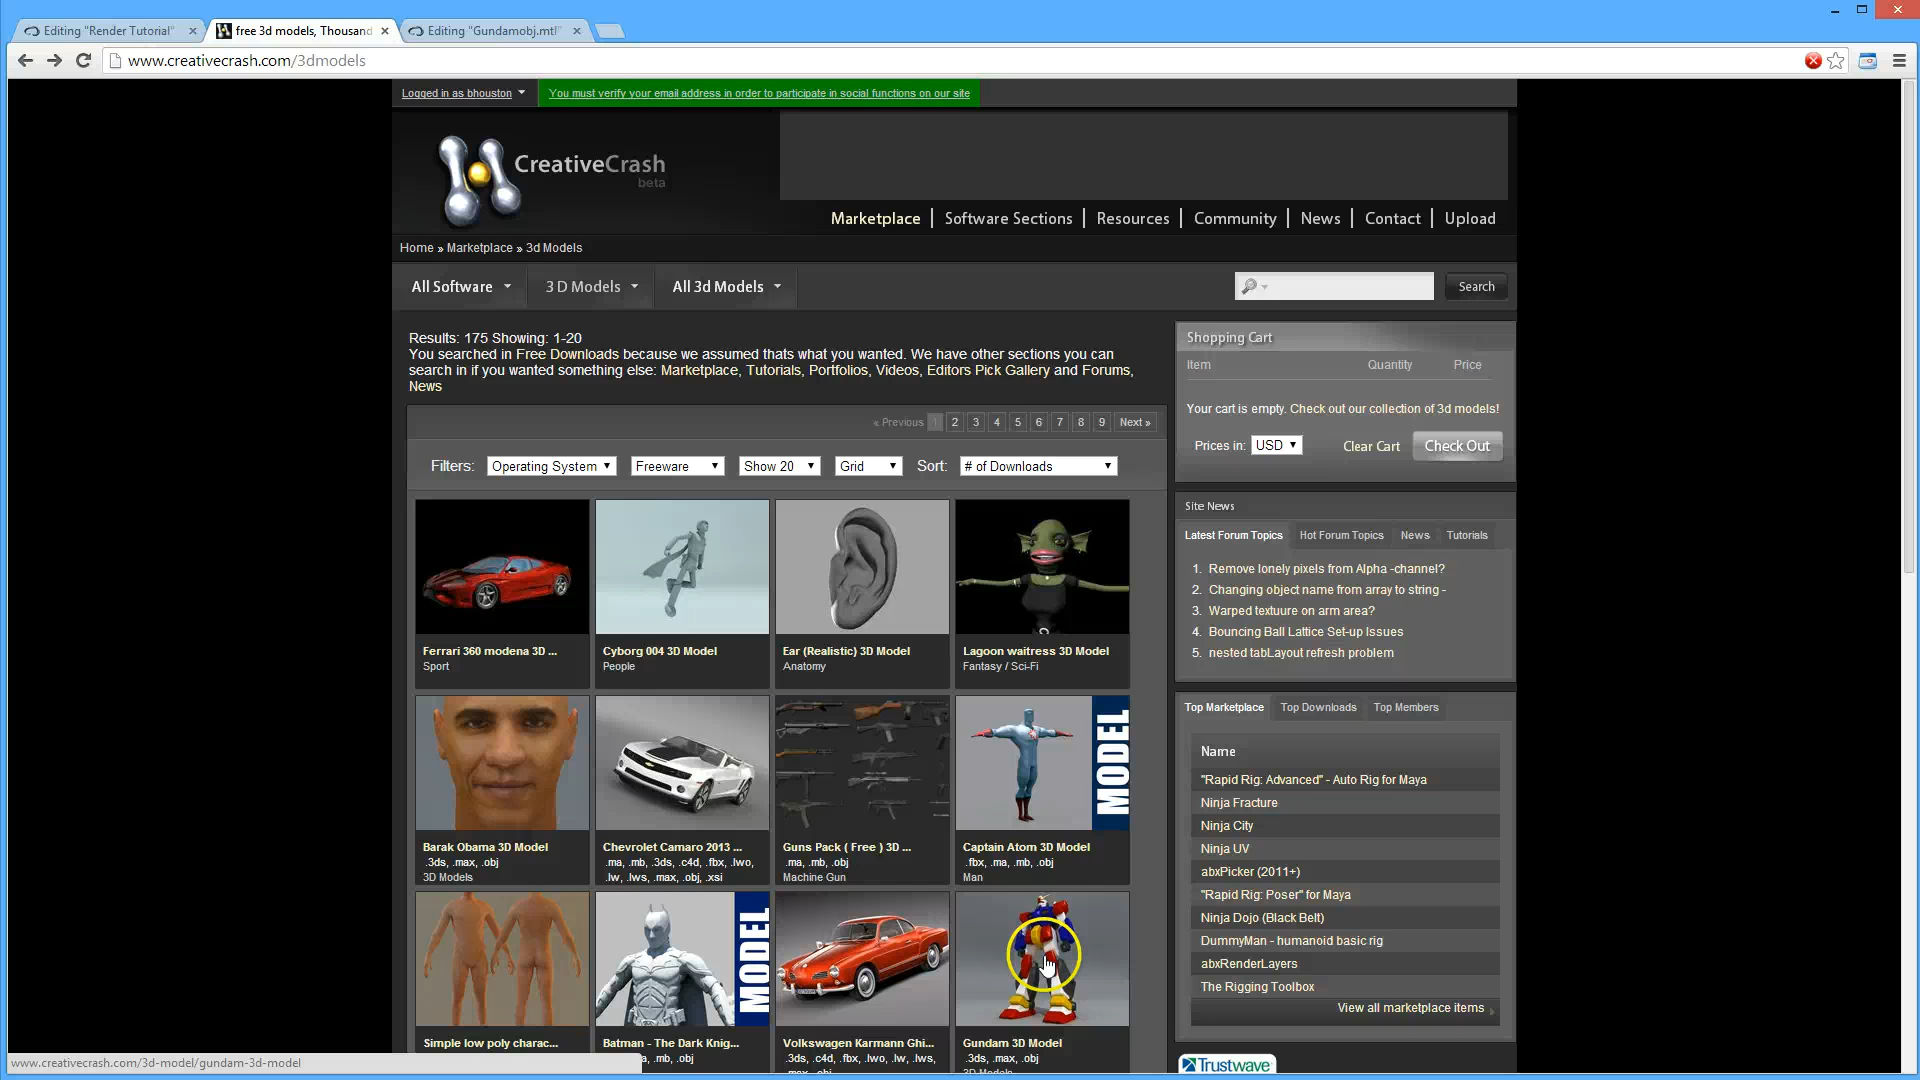 Editing "Render Tutorial"
free 3d models, Thousand
Editing "Gundamobj.mtl"
www.creativecrash.com/3dmodels
Logged in as bhouston
You must verify your email address in order to participate in social functions on our site
CreativeCrash
beta
Marketplace | Software Sections | Resources | Community | News | Contact | Upload
Home » Marketplace » 3d Models
All Software 3D Models All 3d Models Search
Results: 175 Showing: 1-20
You searched in Free Downloads because we assumed thats what you wanted. We have other sections you can
search in if you wanted something else: Marketplace, Tutorials, Portfolios, Videos, Editors Pick Gallery and Forums,
News
« Previous 1 2 3 4 5 6 7 8 9 Next »
Filters: Operating System Freeware Show 20 Grid Sort: # of Downloads
Ferrari 360 modena 3D ...
Sport
Cyborg 004 3D Model
People
Ear (Realistic) 3D Model
Anatomy
Lagoon waitress 3D Model
Fantasy / Sci-Fi
Barak Obama 3D Model
.3ds, .max, .obj
3D Models
Chevrolet Camaro 2013 ...
.ma, .mb, .3ds, .c4d, .fbx, .lwo,
.lw, .lws, .max, .obj, .xsi
Guns Pack ( Free ) 3D ...
.ma, .mb, .obj
Machine Gun
MODEL
Captain Atom 3D Model
.fbx, .ma, .mb, .obj
Man
Simple low poly charac...
MODEL
Batman - The Dark Knig...
.mb, .obj
Volkswagen Karmann Ghi...
.3ds, .c4d, .fbx, .lwo, .lw, .lws,
.max, .obj
Gundam 3D Model
.3ds, .max, .obj
3D Models
Shopping Cart
Item Quantity Price
Your cart is empty. Check out our collection of 3d models!
Prices in: USD Clear Cart Check Out
Site News
Latest Forum Topics Hot Forum Topics News Tutorials
1. Remove lonely pixels from Alpha -channel?
2. Changing object name from array to string -
3. Warped textuure on arm area?
4. Bouncing Ball Lattice Set-up Issues
5. nested tabLayout refresh problem
Top Marketplace Top Downloads Top Members
Name
"Rapid Rig: Advanced" - Auto Rig for Maya
Ninja Fracture
Ninja City
Ninja UV
abxPicker (2011+)
"Rapid Rig: Poser" for Maya
Ninja Dojo (Black Belt)
DummyMan - humanoid basic rig
abxRenderLayers
The Rigging Toolbox
View all marketplace items
Trustwave
www.creativecrash.com/3d-model/gundam-3d-model